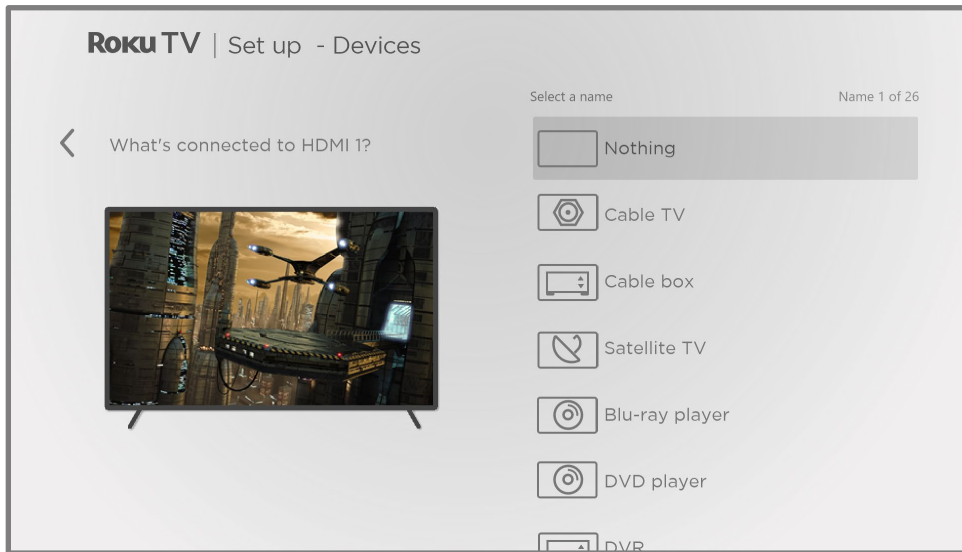 Roku TV | Set up - Devices
Select a name
Name 1 of 26
What's connected to HDMI 1?
Nothing
Cable TV
Cable box
Satellite TV
Blu-ray player
DVD player
DVR